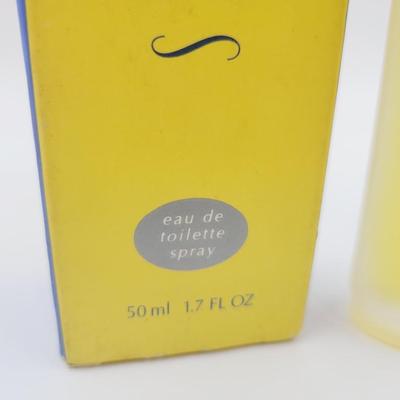 eau de
toilette
spray
50 ml 1.7 FL OZ